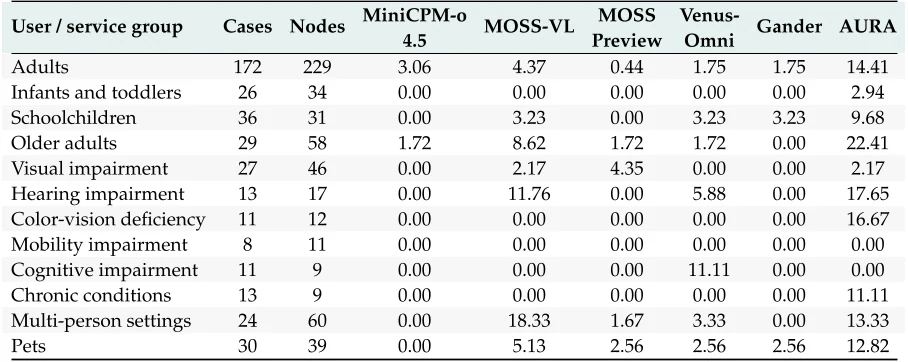 User / service group Cases Nodes MiniCPM-o 4.5 MOSS-VL MOSS Preview Venus-Omni Gander AURA
Adults 172 229 3.06 4.37 0.44 1.75 1.75 14.41
Infants and toddlers 26 34 0.00 0.00 0.00 0.00 0.00 2.94
Schoolchildren 36 31 0.00 3.23 0.00 3.23 3.23 9.68
Older adults 29 58 1.72 8.62 1.72 1.72 0.00 22.41
Visual impairment 27 46 0.00 2.17 4.35 0.00 0.00 2.17
Hearing impairment 13 17 0.00 11.76 0.00 5.88 0.00 17.65
Color-vision deficiency 11 12 0.00 0.00 0.00 0.00 0.00 16.67
Mobility impairment 8 11 0.00 0.00 0.00 0.00 0.00 0.00
Cognitive impairment 11 9 0.00 0.00 0.00 11.11 0.00 0.00
Chronic conditions 13 9 0.00 0.00 0.00 0.00 0.00 11.11
Multi-person settings 24 60 0.00 18.33 1.67 3.33 0.00 13.33
Pets 30 39 0.00 5.13 2.56 2.56 2.56 12.82